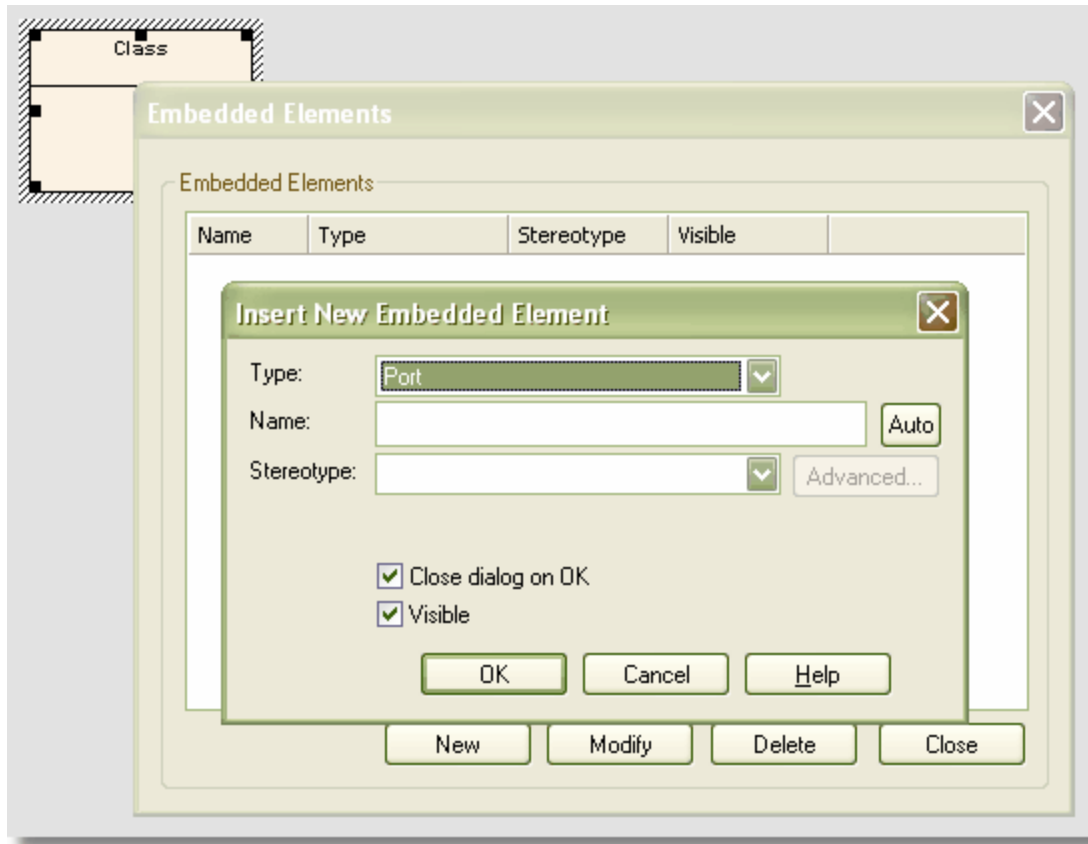 Class
Embedded Elements
Embedded Elements
Name Type Stereotype Visible
Insert New Embedded Element
Type: Port
Name: Auto
Stereotype: Advanced...
Close dialog on OK
Visible
OK Cancel Help
New Modify Delete Close